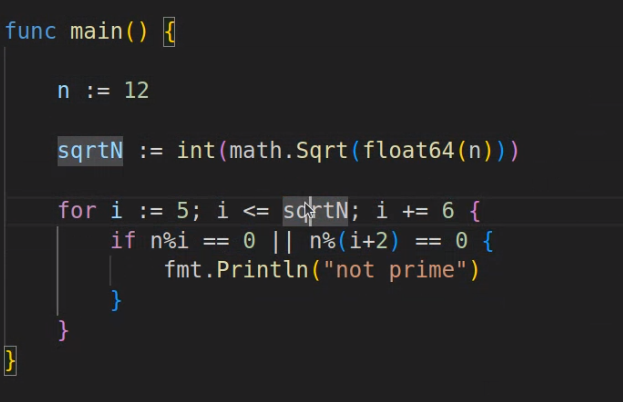 func main() {
n := 12
sqrtN := int(math.Sqrt(float64(n)))
for i := 5; i <= sqrtN; i += 6 {
if n%i == 0 || n%(i+2) == 0 {
fmt.Println("not prime")
}
}
}